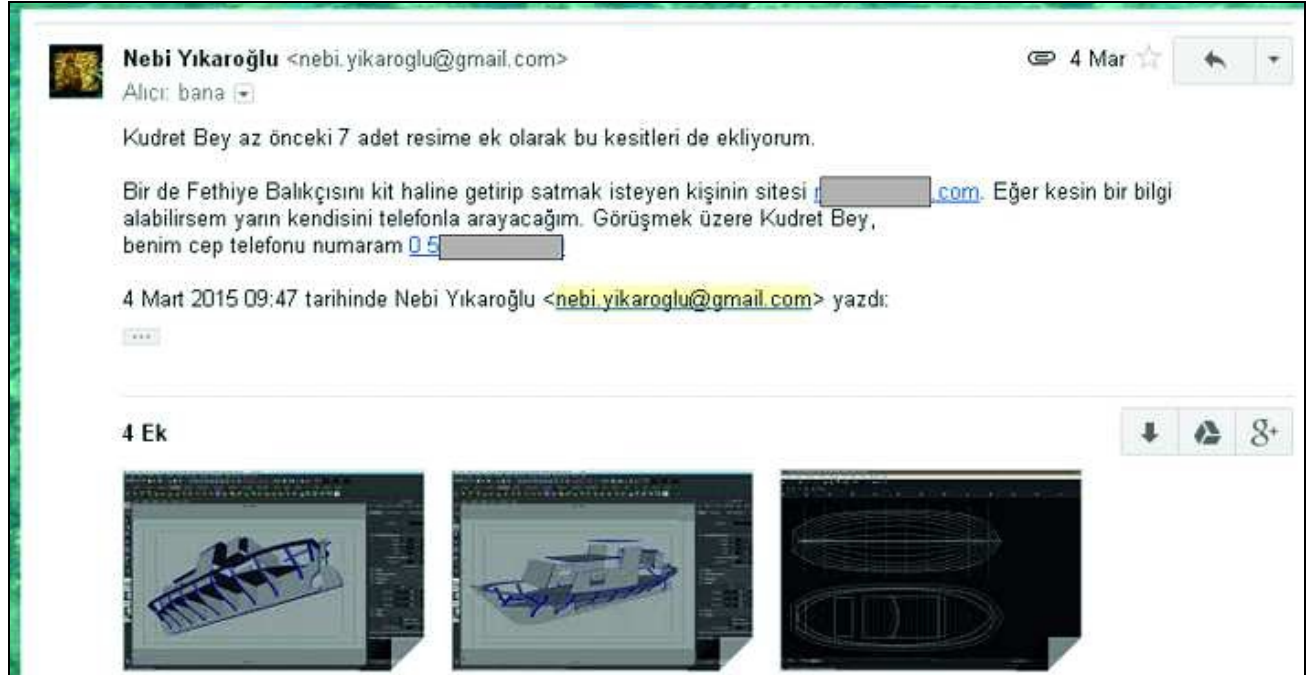 Nebi Yıkaroğlu <nebi.yikaroglu@gmail.com> 4 Mar
Alıcı: bana
Kudret Bey az önceki 7 adet resime ek olarak bu kesitleri de ekliyorum.
Bir de Fethiye Balıkçısını kit haline getirip satmak isteyen kişinin sitesi r .com. Eğer kesin bir bilgi
alabilirsem yarın kendisini telefonla arayacağım. Görüşmek üzere Kudret Bey,
benim cep telefonu numaram 0 5
4 Mart 2015 09:47 tarihinde Nebi Yıkaroğlu <nebi.yikaroglu@gmail.com> yazdı:
4 Ek
g+